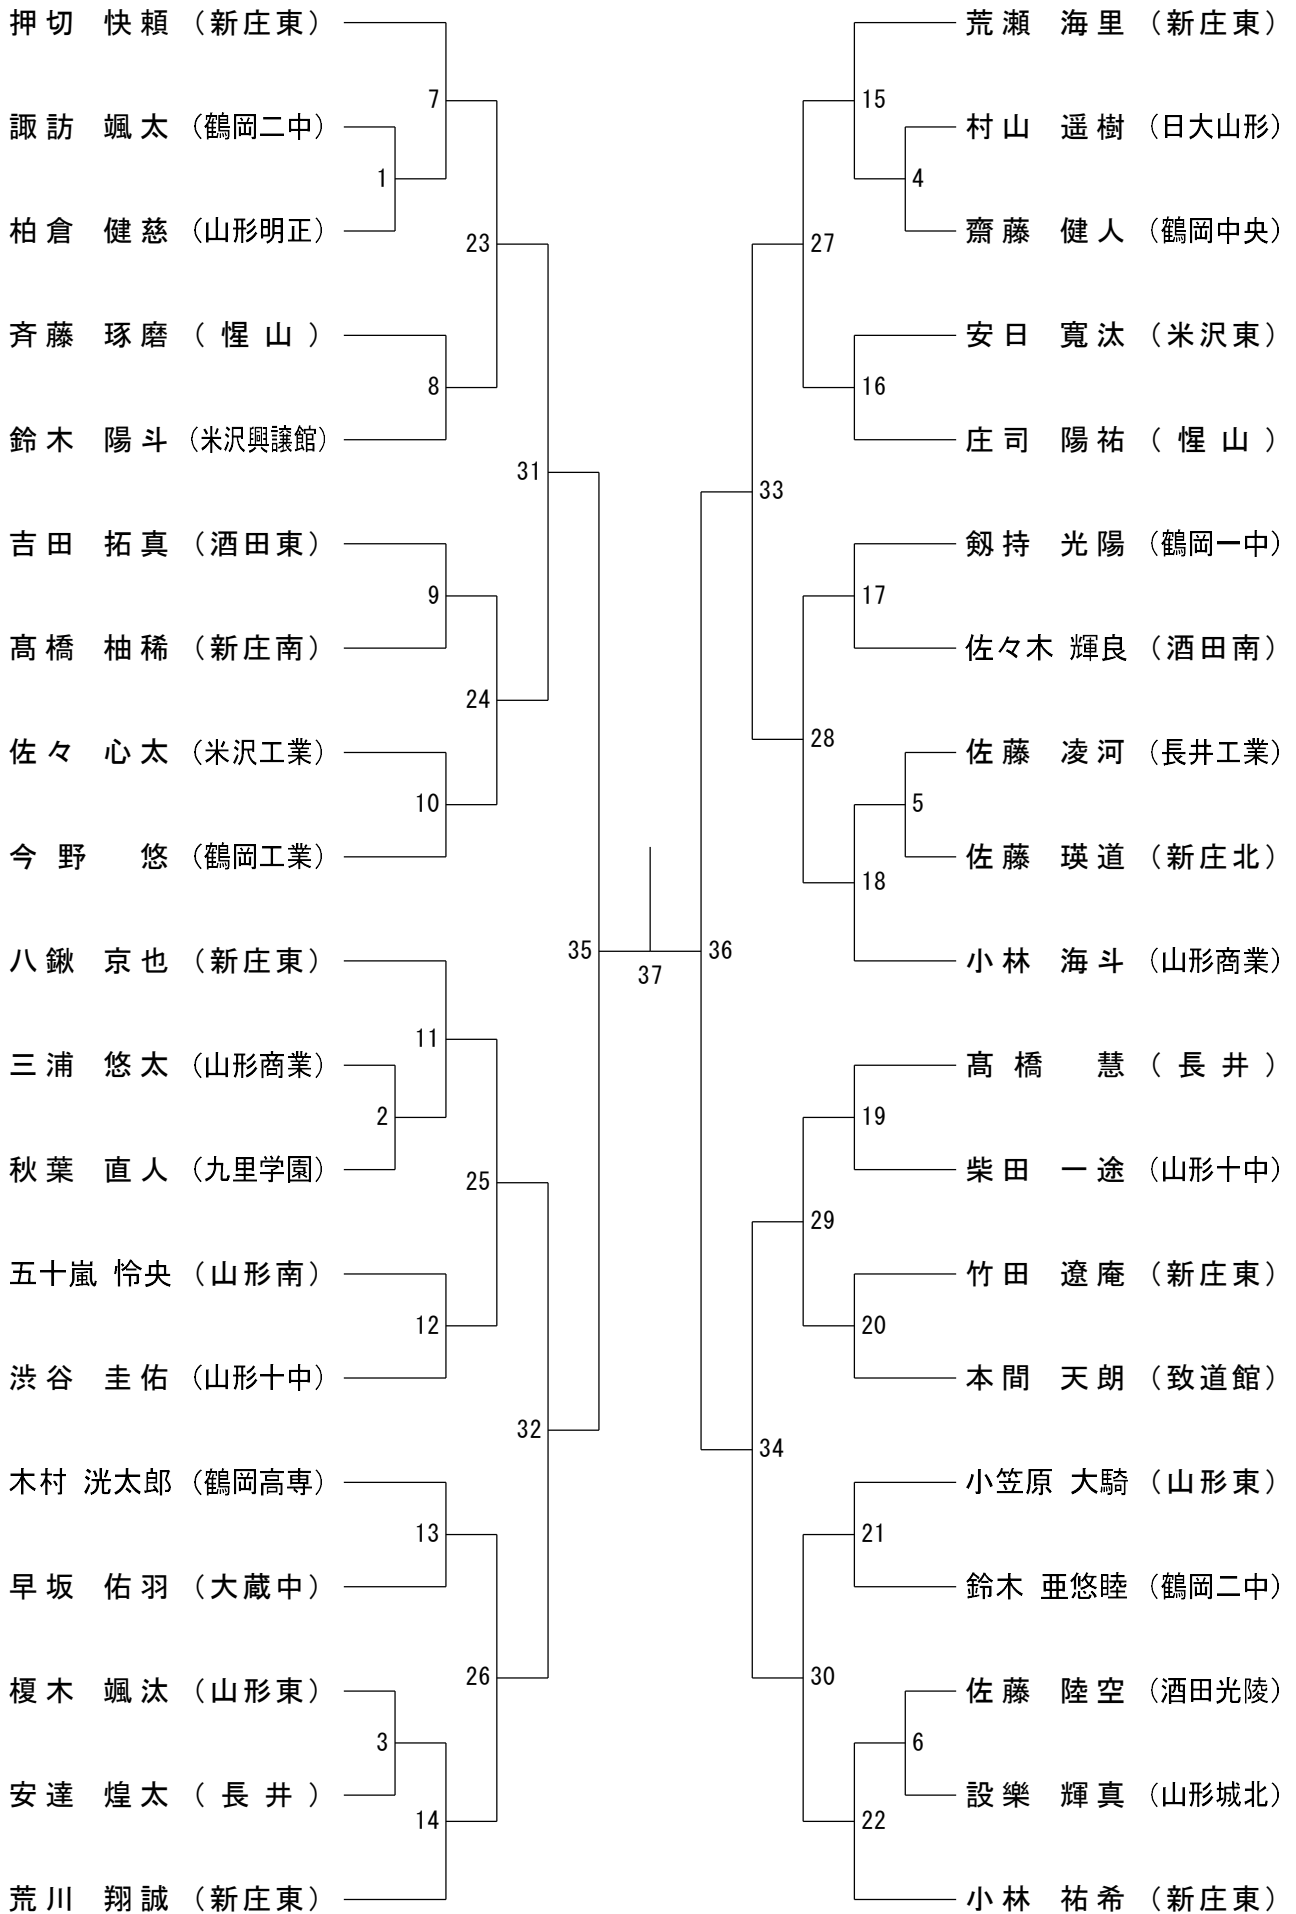 押切 快頼 (新庄東)
7
諏訪 颯太 (鶴岡二中)
1
柏倉 健慈 (山形明正)
23
斉藤 琢磨 (惺山)
8
鈴木 陽斗 (米沢興譲館)
31
吉田 拓真 (酒田東)
9
髙橋 柚稀 (新庄南)
24
佐々 心太 (米沢工業)
10
今野 悠 (鶴岡工業)
35
八鍬 京也 (新庄東)
11
三浦 悠太 (山形商業)
2
秋葉 直人 (九里学園)
25
五十嵐 怜央 (山形南)
12
渋谷 圭佑 (山形十中)
32
木村 洸太郎 (鶴岡高専)
13
早坂 佑羽 (大蔵中)
26
榎木 颯汰 (山形東)
3
安達 煌太 (長井)
14
荒川 翔誠 (新庄東)
37
荒瀬 海里 (新庄東)
15
村山 遥樹 (日大山形)
4
齋藤 健人 (鶴岡中央)
27
安日 寬汰 (米沢東)
16
庄司 陽祐 (惺山)
33
剱持 光陽 (鶴岡一中)
17
佐々木 輝良 (酒田南)
28
佐藤 凌河 (長井工業)
5
佐藤 瑛道 (新庄北)
18
小林 海斗 (山形商業)
36
髙橋 慧 (長井)
19
柴田 一途 (山形十中)
29
竹田 遼庵 (新庄東)
20
本間 天朗 (致道館)
34
小笠原 大騎 (山形東)
21
鈴木 亜悠睦 (鶴岡二中)
30
佐藤 陸空 (酒田光陵)
6
設樂 輝真 (山形城北)
22
小林 祐希 (新庄東)